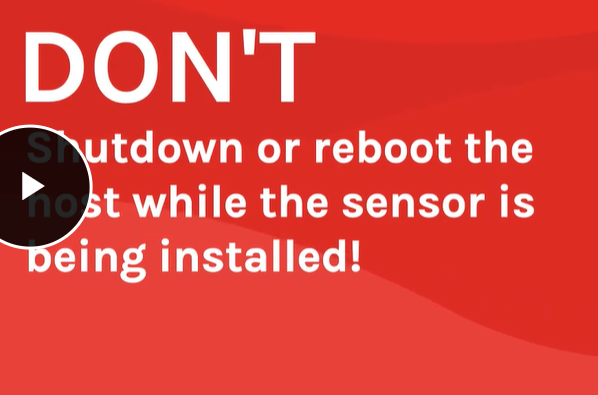 DON'T
Shutdown or reboot the
host while the sensor is
being installed!